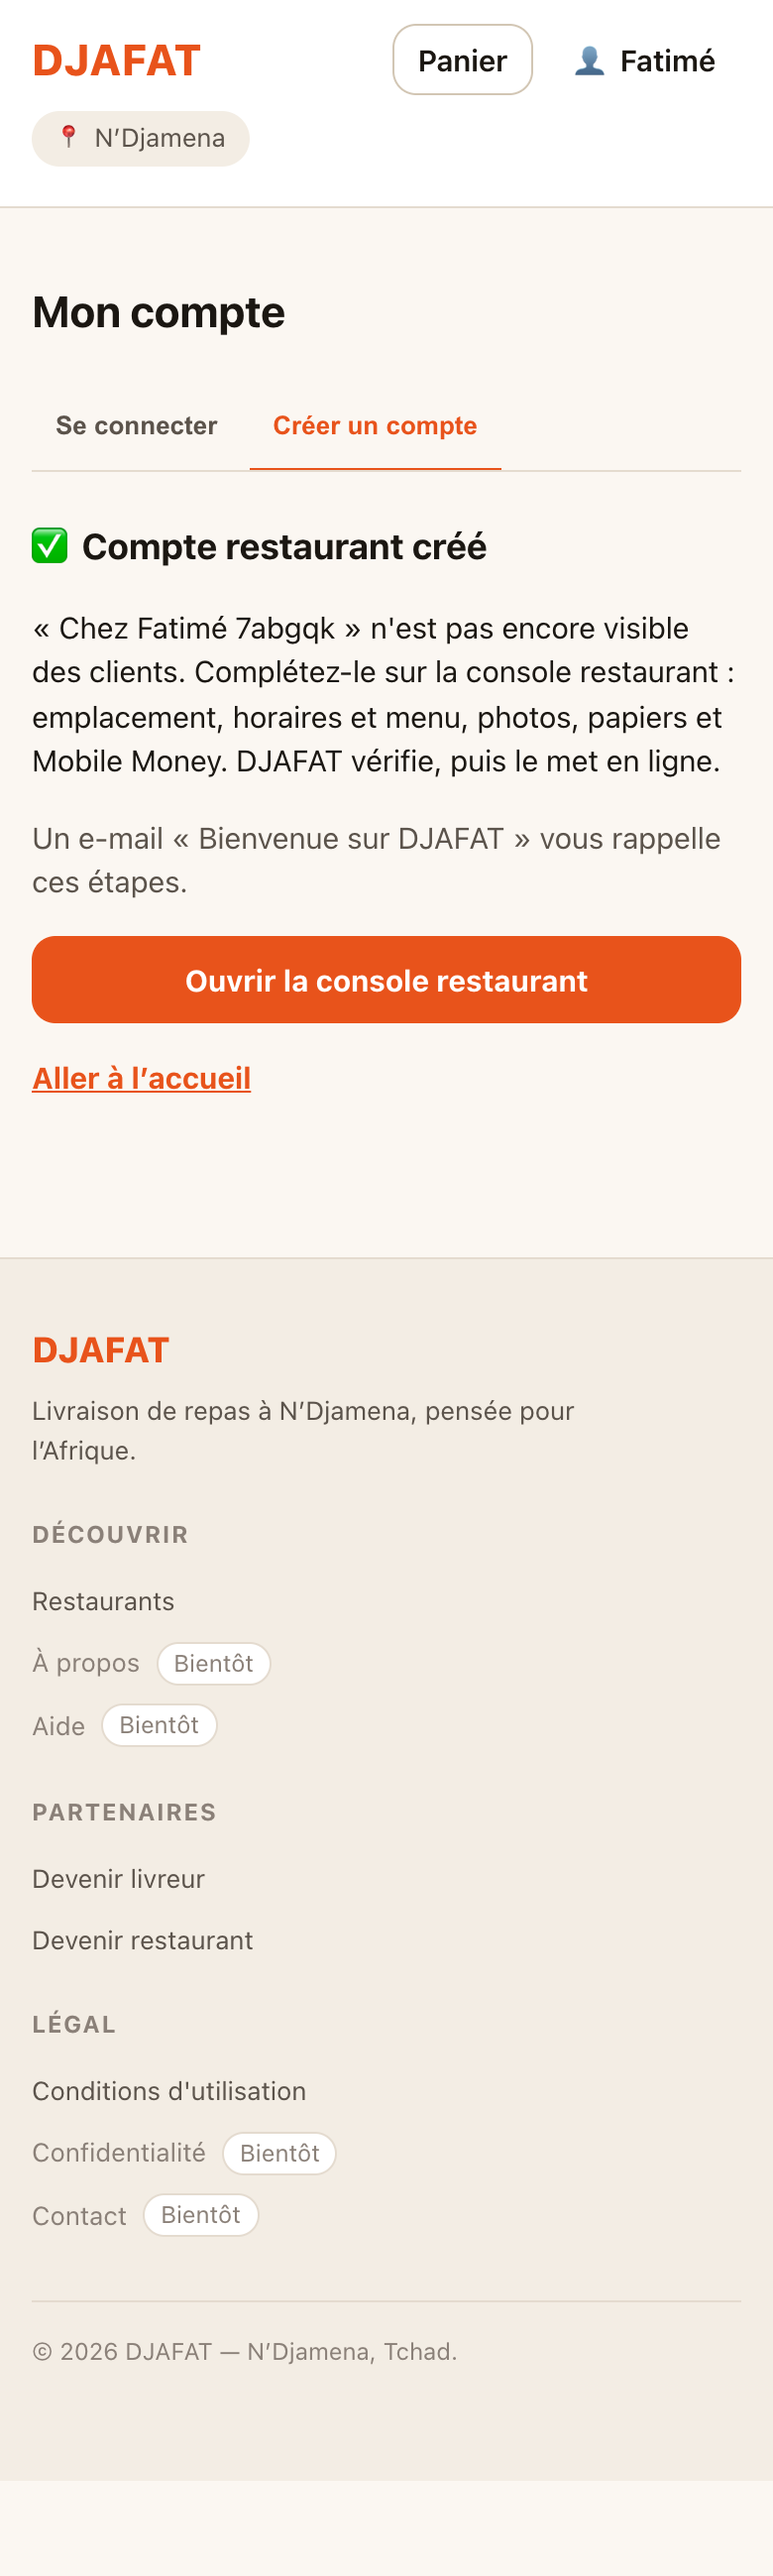 DJAFAT
Panier
Fatimé
N’Djamena
Mon compte
Se connecter
Créer un compte
Compte restaurant créé
« Chez Fatimé 7abgqk » n'est pas encore visible
des clients. Complétez-le sur la console restaurant :
emplacement, horaires et menu, photos, papiers et
Mobile Money. DJAFAT vérifie, puis le met en ligne.
Un e-mail « Bienvenue sur DJAFAT » vous rappelle
ces étapes.
Ouvrir la console restaurant
Aller à l’accueil
DJAFAT
Livraison de repas à N’Djamena, pensée pour
l’Afrique.
DÉCOUVRIR
Restaurants
À propos Bientôt
Aide Bientôt
PARTENAIRES
Devenir livreur
Devenir restaurant
LÉGAL
Conditions d'utilisation
Confidentialité Bientôt
Contact Bientôt
© 2026 DJAFAT — N’Djamena, Tchad.